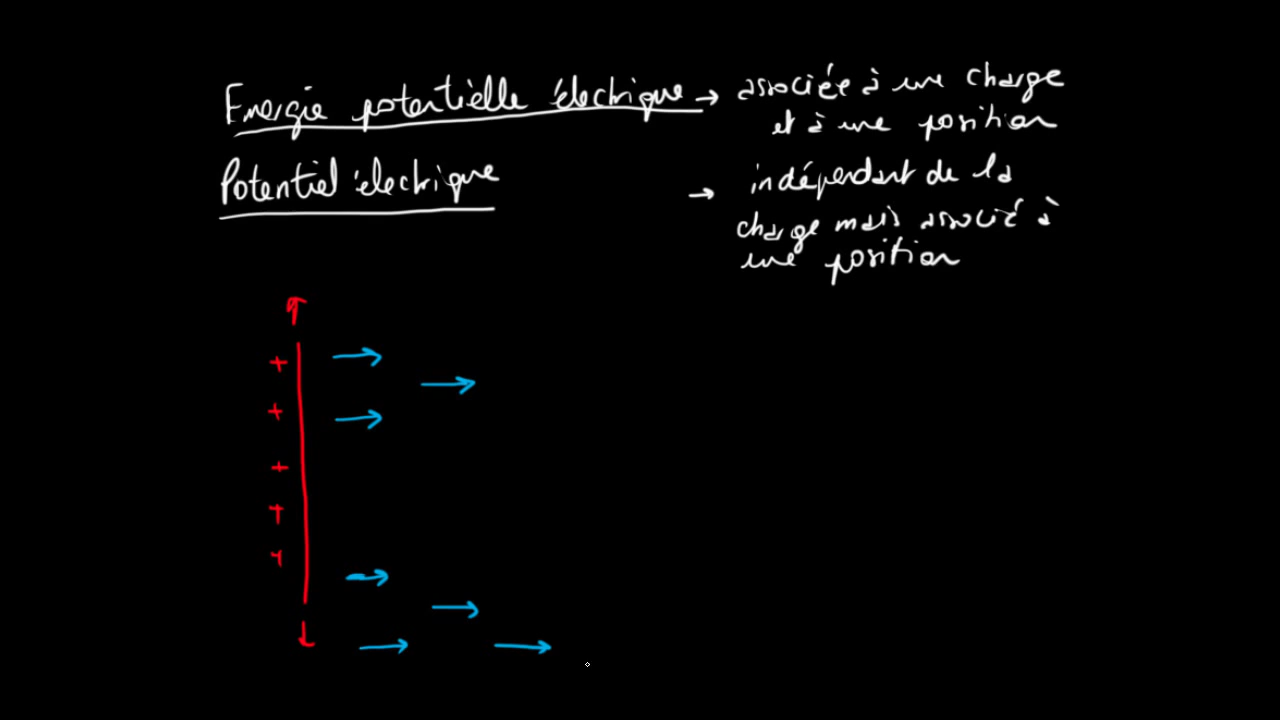 Energie potentielle électrique → associée à une charge
et à une position
Potentiel électrique → indépendant de la
charge mais associé à
une position
+
+
+
+
+